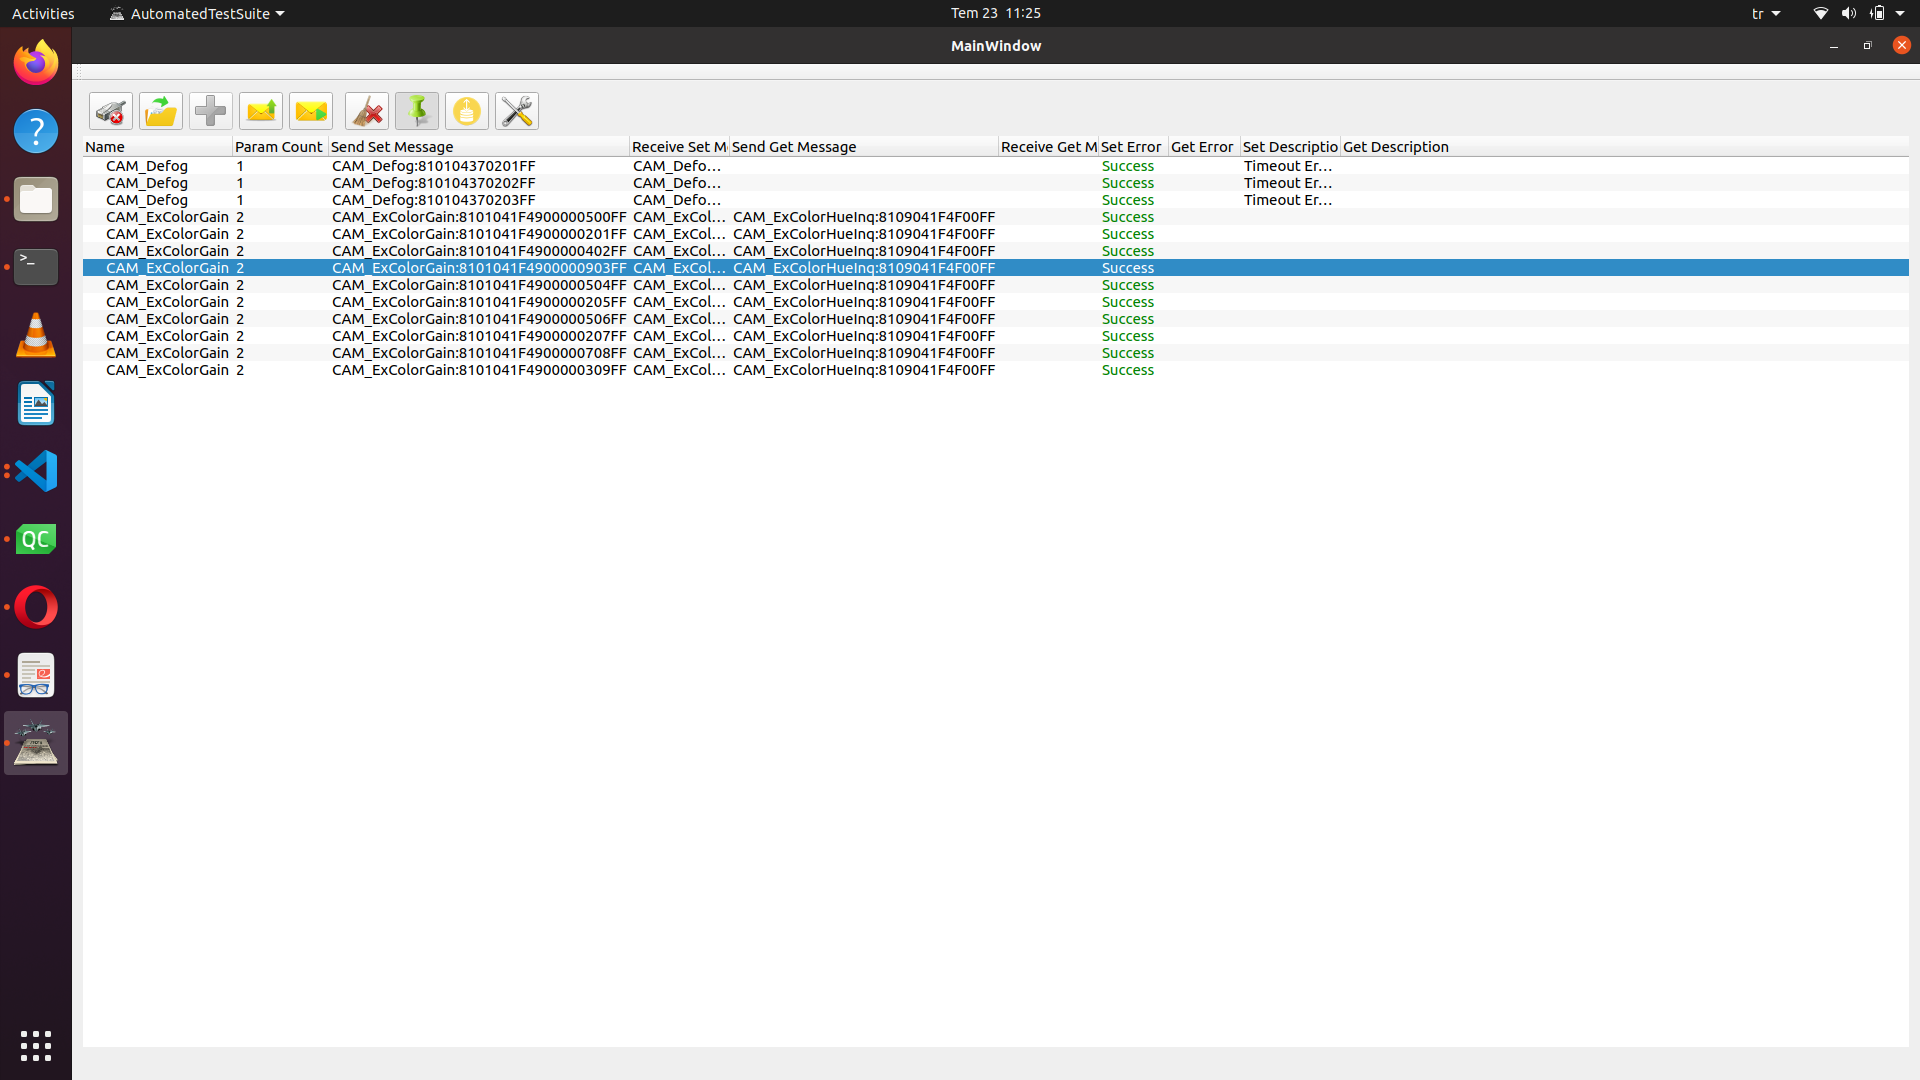 Activities AutomatedTestSuite Tem 23 11:25 tr
MainWindow
Name Param Count Send Set Message Receive Set M Send Get Message Receive Get M Set Error Get Error Set Descriptio Get Description
CAM_Defog 1 CAM_Defog:810104370201FF CAM_Defo... Success Timeout Er...
CAM_Defog 1 CAM_Defog:810104370202FF CAM_Defo... Success Timeout Er...
CAM_Defog 1 CAM_Defog:810104370203FF CAM_Defo... Success Timeout Er...
CAM_ExColorGain 2 CAM_ExColorGain:8101041F4900000500FF CAM_ExCol... CAM_ExColorHueInq:8109041F4F00FF Success
CAM_ExColorGain 2 CAM_ExColorGain:8101041F4900000201FF CAM_ExCol... CAM_ExColorHueInq:8109041F4F00FF Success
CAM_ExColorGain 2 CAM_ExColorGain:8101041F4900000402FF CAM_ExCol... CAM_ExColorHueInq:8109041F4F00FF Success
CAM_ExColorGain 2 CAM_ExColorGain:8101041F4900000903FF CAM_ExCol... CAM_ExColorHueInq:8109041F4F00FF Success
CAM_ExColorGain 2 CAM_ExColorGain:8101041F4900000504FF CAM_ExCol... CAM_ExColorHueInq:8109041F4F00FF Success
CAM_ExColorGain 2 CAM_ExColorGain:8101041F4900000205FF CAM_ExCol... CAM_ExColorHueInq:8109041F4F00FF Success
CAM_ExColorGain 2 CAM_ExColorGain:8101041F4900000506FF CAM_ExCol... CAM_ExColorHueInq:8109041F4F00FF Success
CAM_ExColorGain 2 CAM_ExColorGain:8101041F4900000207FF CAM_ExCol... CAM_ExColorHueInq:8109041F4F00FF Success
CAM_ExColorGain 2 CAM_ExColorGain:8101041F4900000708FF CAM_ExCol... CAM_ExColorHueInq:8109041F4F00FF Success
CAM_ExColorGain 2 CAM_ExColorGain:8101041F4900000309FF CAM_ExCol... CAM_ExColorHueInq:8109041F4F00FF Success
QC